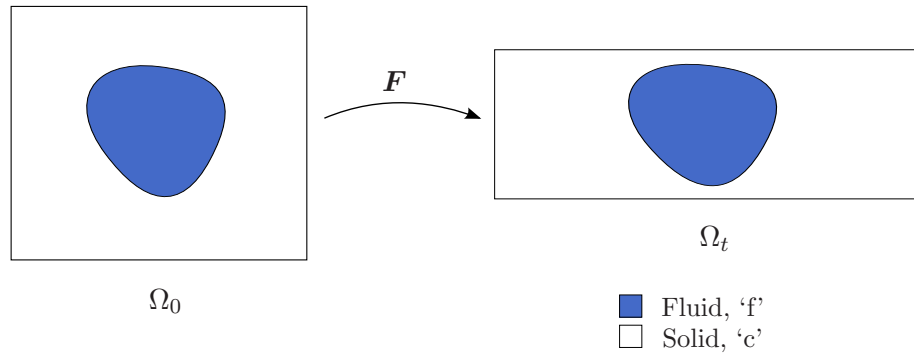 F
Ω₀
Ωₜ
Fluid, ‘f’
Solid, ‘c’